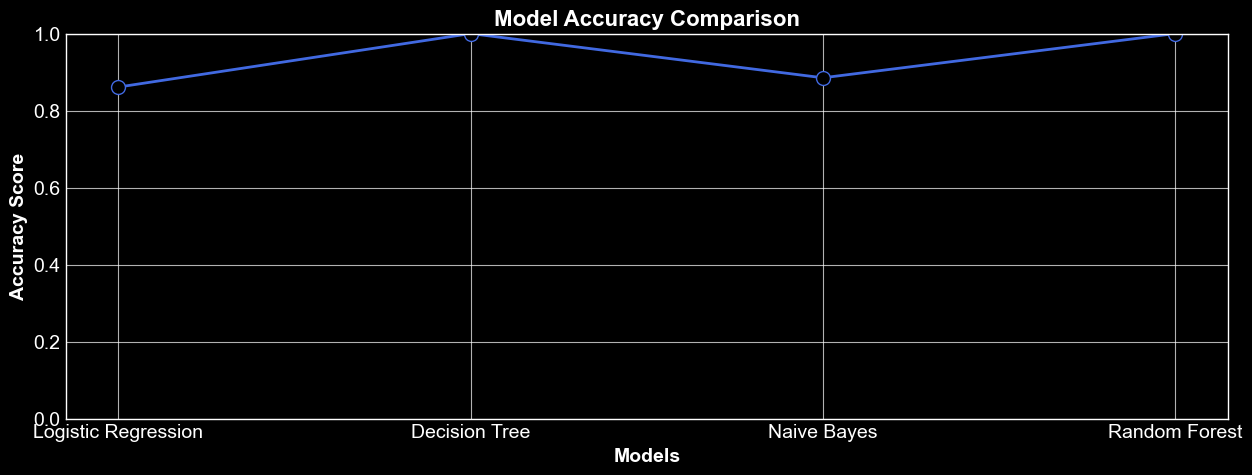 Model Accuracy Comparison
1.0
0.8
0.6
0.4
0.2
0.0
Accuracy Score
Logistic Regression
Decision Tree
Naive Bayes
Random Forest
Models